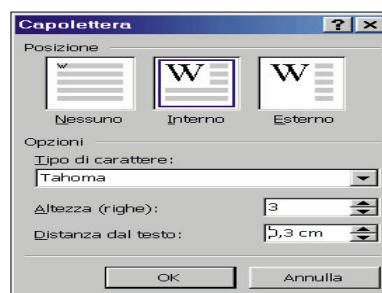 Capolettera
Posizione
W W W
Nessuno Interno Esterno
Opzioni
Tipo di carattere:
Tahoma
Altezza (righe): 3
Distanza dal testo: 0,3 cm
OK Annulla